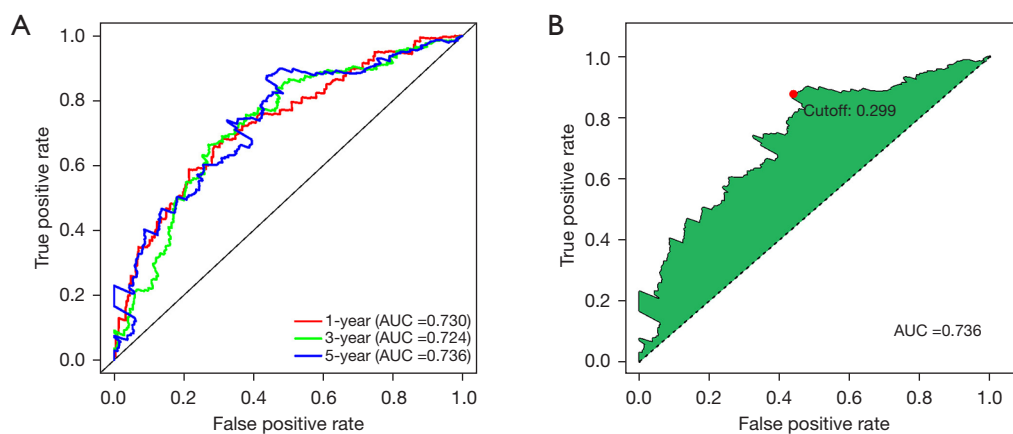 A
1.0
0.8
0.6
0.4
0.2
0.0
True positive rate
1-year (AUC =0.730)
3-year (AUC =0.724)
5-year (AUC =0.736)
0.0 0.2 0.4 0.6 0.8 1.0
False positive rate
B
1.0
0.8
0.6
0.4
0.2
0.0
True positive rate
Cutoff: 0.299
AUC =0.736
0.0 0.2 0.4 0.6 0.8 1.0
False positive rate